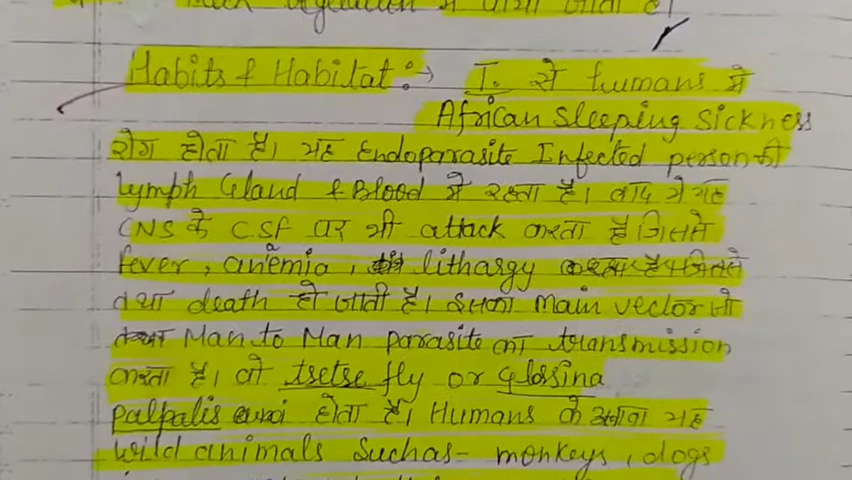 vegetation में पाया जाता है।
Habits & Habitat :→ T. से humans में
African Sleeping Sickness
रोग होता है। यह Endoparasite Infected person की
lymph Gland & Blood में रहता है। बाद में यह
CNS के CSF पर भी attack करता है जिससे
fever, anemia, lithargy
तथा death हो जाती है। इसका main vector जो
Man to Man parasite का transmission
करता है। वो tsetse fly or Glossina
palpalis होता है। Humans के अलावा यह
wild animals Suchas - monkeys, dogs